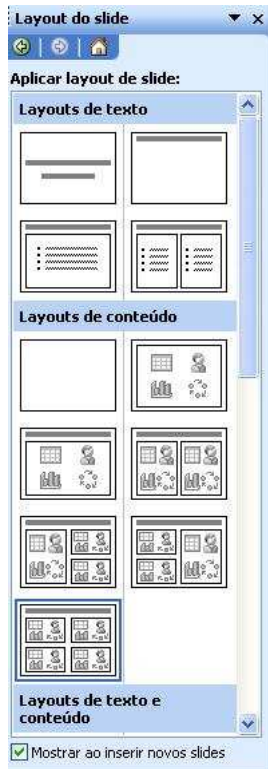 Layout do slide
Aplicar layout de slide:
Layouts de texto
Layouts de conteúdo
Layouts de texto e
conteúdo
Mostrar ao inserir novos slides